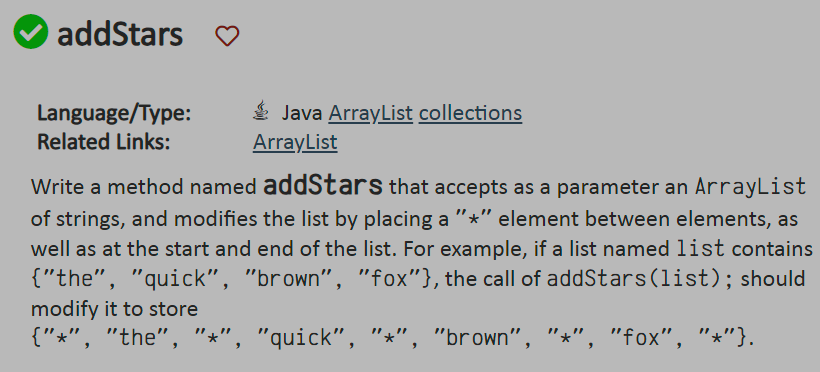 addStars
Language/Type: Java ArrayList collections
Related Links: ArrayList
Write a method named addStars that accepts as a parameter an ArrayList
of strings, and modifies the list by placing a "*" element between elements, as
well as at the start and end of the list. For example, if a list named list contains
{"the", "quick", "brown", "fox"}, the call of addStars(list); should
modify it to store
{"*", "the", "*", "quick", "*", "brown", "*", "fox", "*"}.